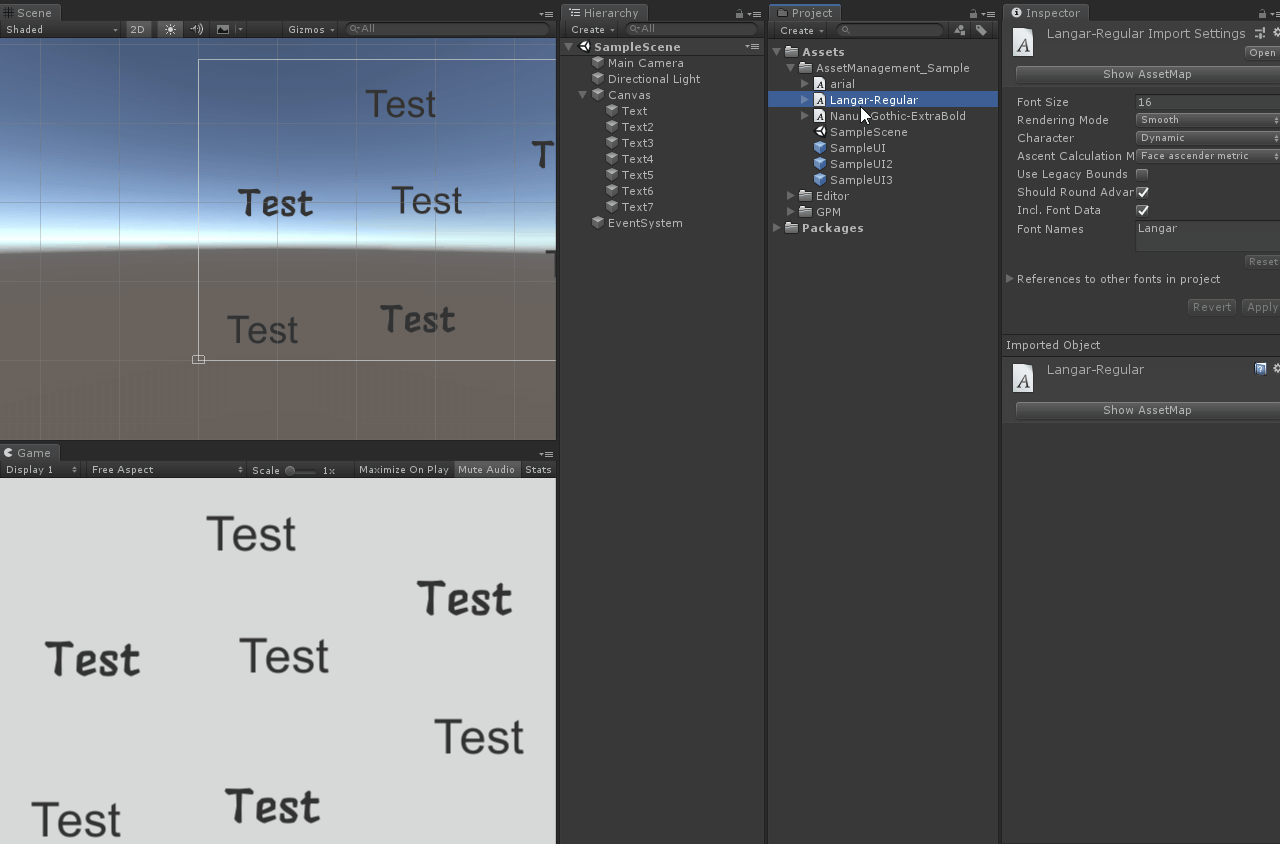 Scene
Shaded
2D
Gizmos
All
Test
Test
Test
Test
Test
Game
Display 1
Free Aspect
Scale
1x
Maximize On Play
Mute Audio
Stats
Test
Test
Test
Test
Test
Test
Test
Hierarchy
Create
All
SampleScene
Main Camera
Directional Light
Canvas
Text
Text2
Text3
Text4
Text5
Text6
Text7
EventSystem
Project
Create
Assets
AssetManagement_Sample
arial
Langar-Regular
Gothic-ExtraBold
SampleScene
SampleUI
SampleUI2
SampleUI3
Editor
GPM
Packages
Inspector
Langar-Regular Import Settings
Open
Show AssetMap
Font Size 16
Rendering Mode Smooth
Character Dynamic
Ascent Calculation M Face ascender metric
Use Legacy Bounds
Should Round Advar
Incl. Font Data
Font Names Langar
Reset
References to other fonts in project
Revert Apply
Imported Object
Langar-Regular
Show AssetMap